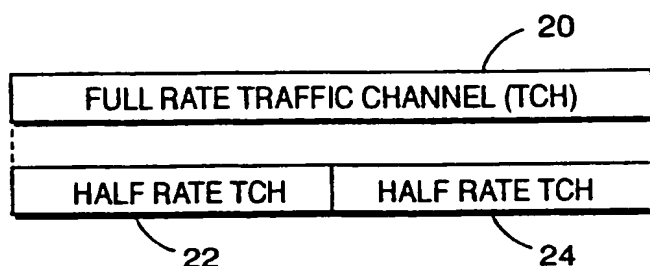 20
FULL RATE TRAFFIC CHANNEL (TCH)
HALF RATE TCH HALF RATE TCH
22 24